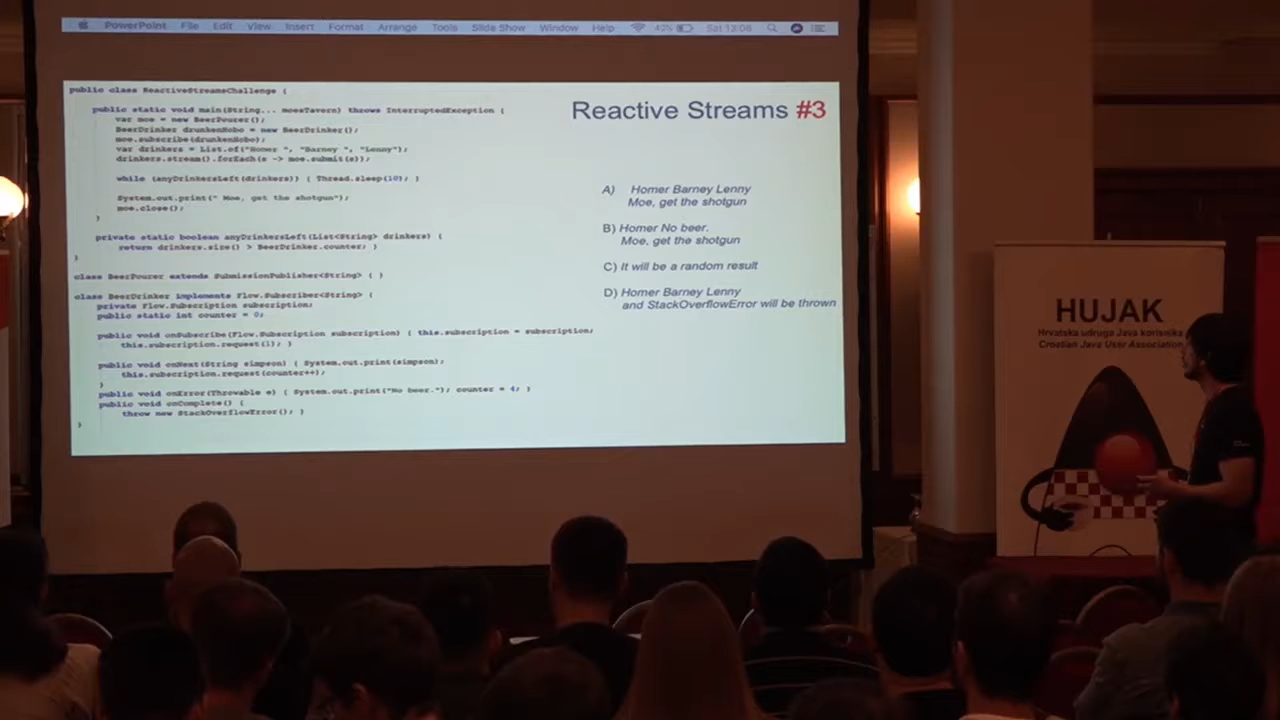 PowerPoint File Edit View Insert Format Arrange Tools Slide Show Window Help 42% Sat 13:08
public class ReactiveStreamsChallenge {
public static void main(String... moesTavern) throws InterruptedException {
var moe = new BeerPourer();
BeerDrinker drunkenHobo = new BeerDrinker();
moe.subscribe(drunkenHobo);
var drinkers = List.of("Homer ", "Barney ", "Lenny");
drinkers.stream().forEach(s -> moe.submit(s));
while (anyDrinkersLeft(drinkers)) { Thread.sleep(10); }
System.out.print(" Moe, get the shotgun");
moe.close();
}
private static boolean anyDrinkersLeft(List<String> drinkers) {
return drinkers.size() > BeerDrinker.counter; }
}
class BeerPourer extends SubmissionPublisher<String> { }
class BeerDrinker implements Flow.Subscriber<String> {
private Flow.Subscription subscription;
public static int counter = 0;
public void onSubscribe(Flow.Subscription subscription) { this.subscription = subscription;
this.subscription.request(1); }
public void onNext(String simpson) { System.out.print(simpson);
this.subscription.request(counter++);
}
public void onError(Throwable e) { System.out.print("No beer."); counter = 4; }
public void onComplete() {
throw new StackOverflowError(); }
}
Reactive Streams #3
A) Homer Barney Lenny
Moe, get the shotgun
B) Homer No beer.
Moe, get the shotgun
C) It will be a random result
D) Homer Barney Lenny
and StackOverflowError will be thrown
HUJAK
Hrvatska udruga Java korisnika
Croatian Java User Association